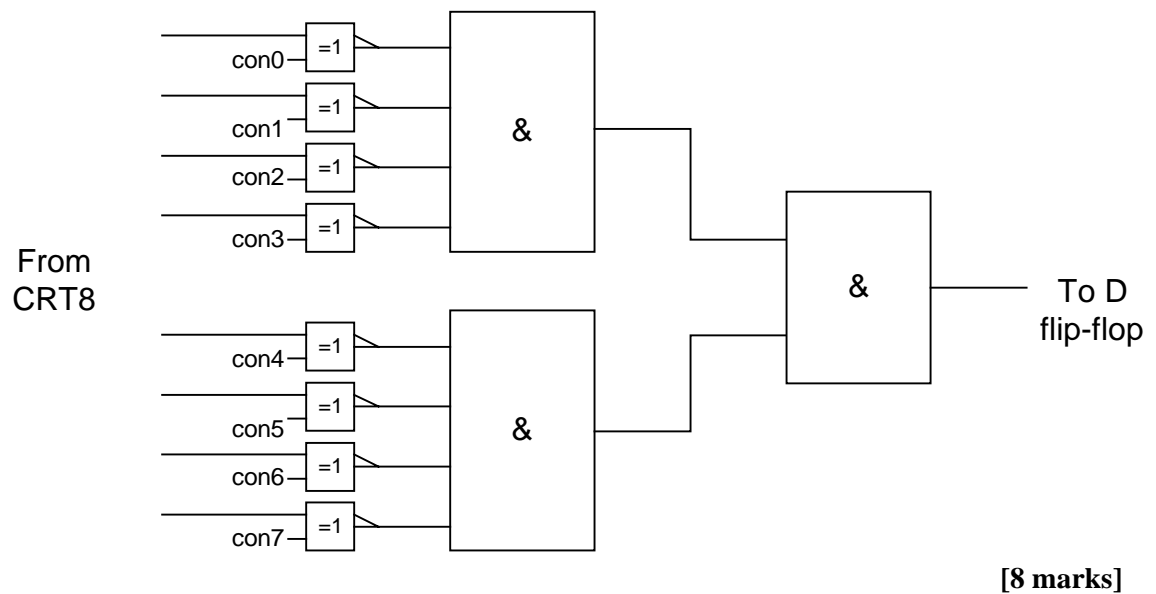 =1
con0
=1
con1
=1
con2
=1
con3
&
From
CRT8
=1
con4
=1
con5
=1
con6
=1
con7
&
&
To D
flip-flop
[8 marks]